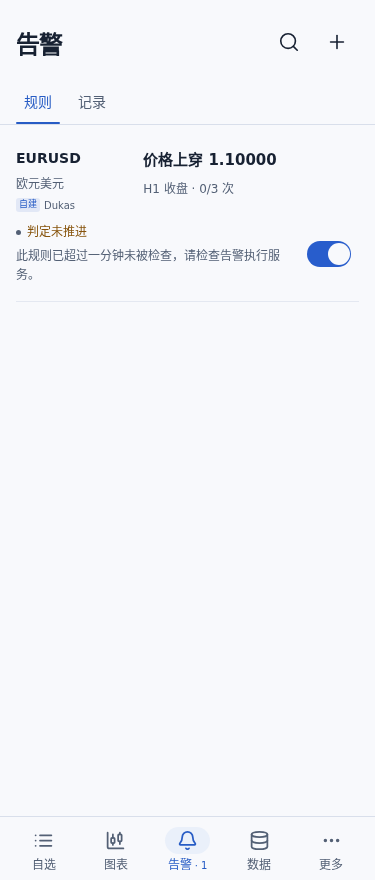 告警
规则 记录
EURUSD 价格上穿 1.10000
欧元美元 H1 收盘 · 0/3 次
自建 Dukas
判定未推进
此规则已超过一分钟未被检查，请检查告警执行服
务。
自选 图表 告警 · 1 数据 更多